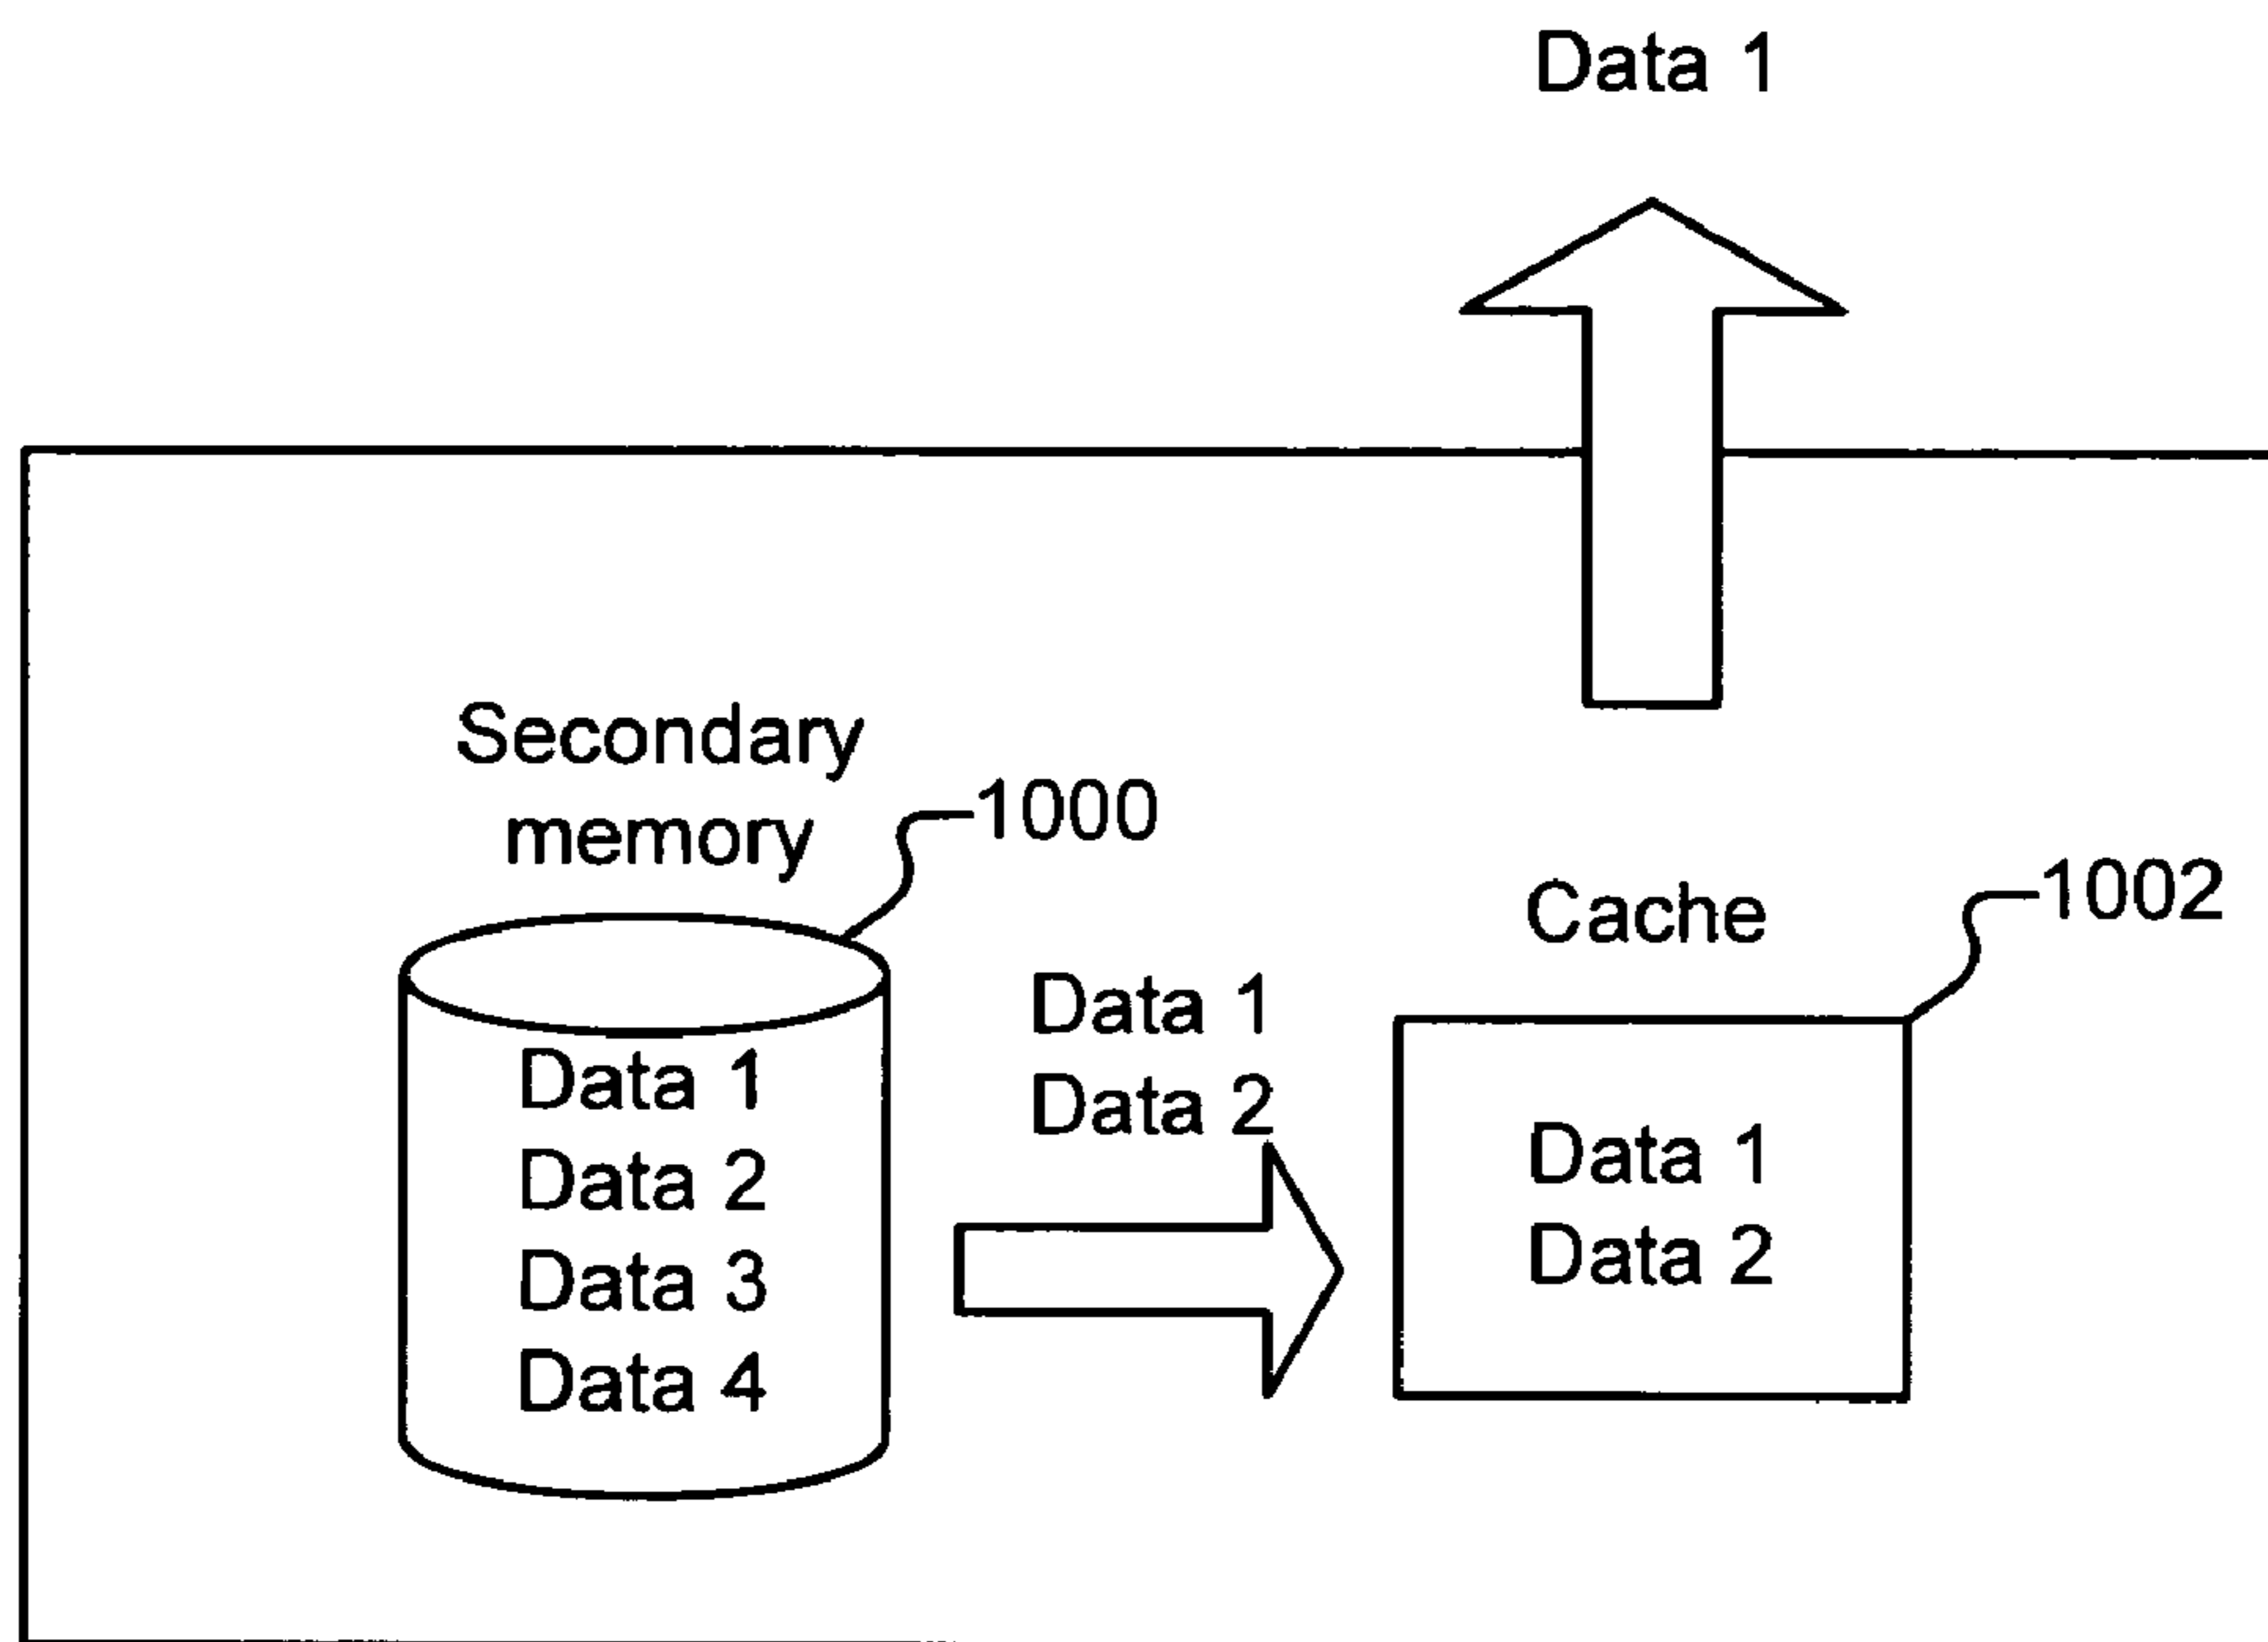 Data 1
Secondary
memory
1000
Cache
1002
Data 1
Data 2
Data 1
Data 2
Data 3
Data 4
Data 1
Data 2